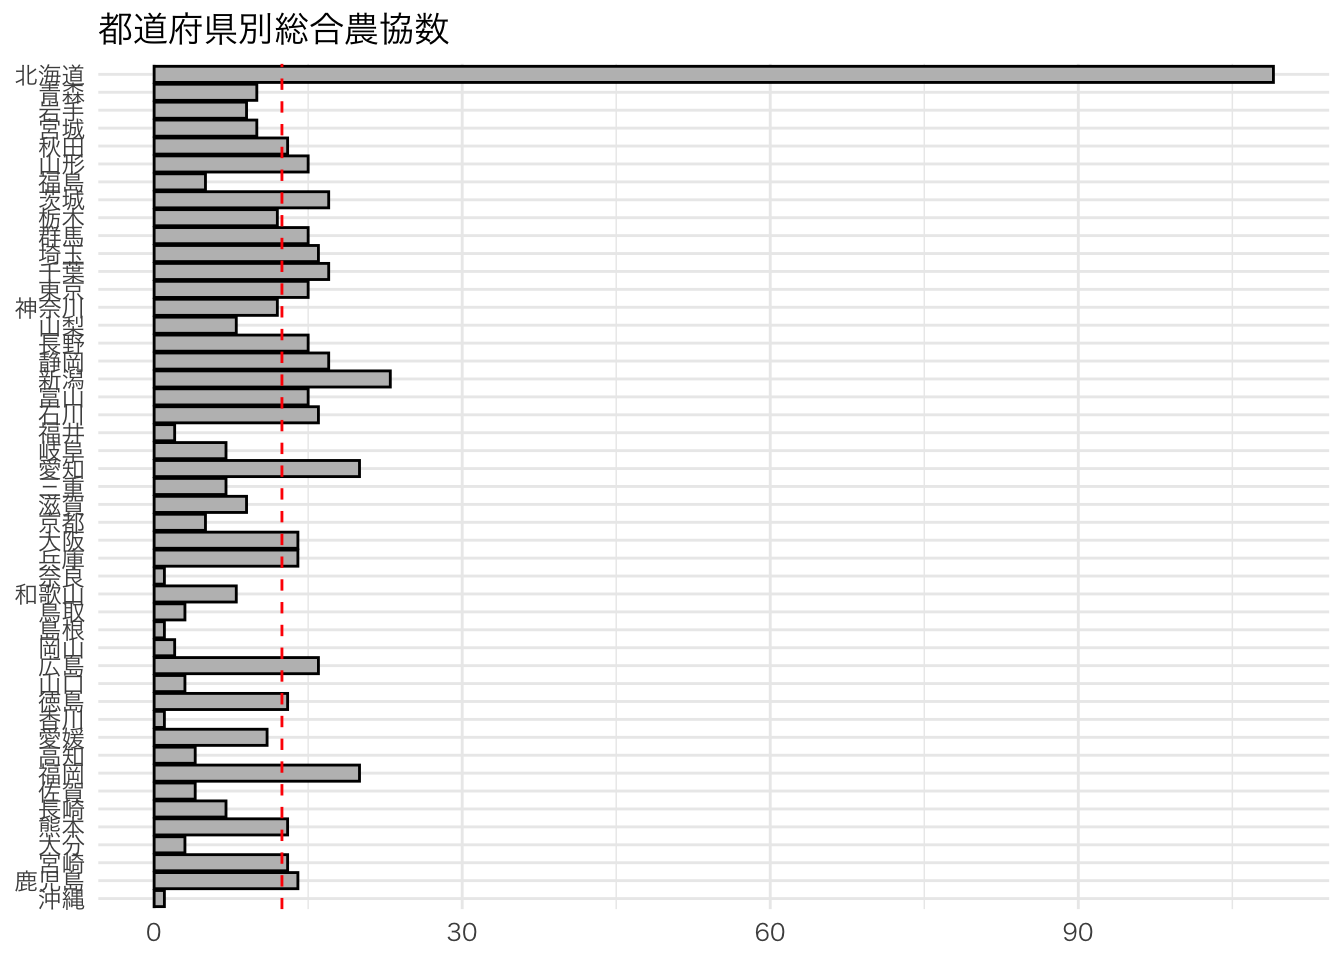 都道府県別総合農協数
北海道
青森
岩手
宮城
秋田
山形
福島
茨城
栃木
群馬
埼玉
千葉
東京
神奈川
山梨
長野
静岡
新潟
富山
石川
福井
岐阜
愛知
三重
滋賀
京都
大阪
兵庫
奈良
和歌山
鳥取
島根
岡山
広島
山口
徳島
香川
愛媛
高知
福岡
佐賀
長崎
熊本
大分
宮崎
鹿児島
沖縄
0 30 60 90